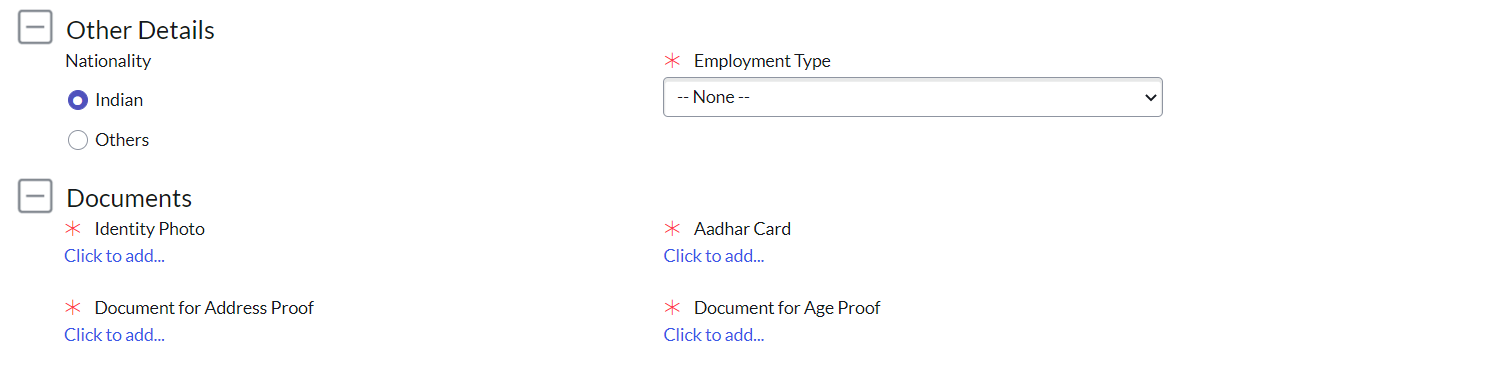 Other Details
Nationality
Indian
Others
Employment Type
-- None --
Documents
Identity Photo
Click to add...
Aadhar Card
Click to add...
Document for Address Proof
Click to add...
Document for Age Proof
Click to add...